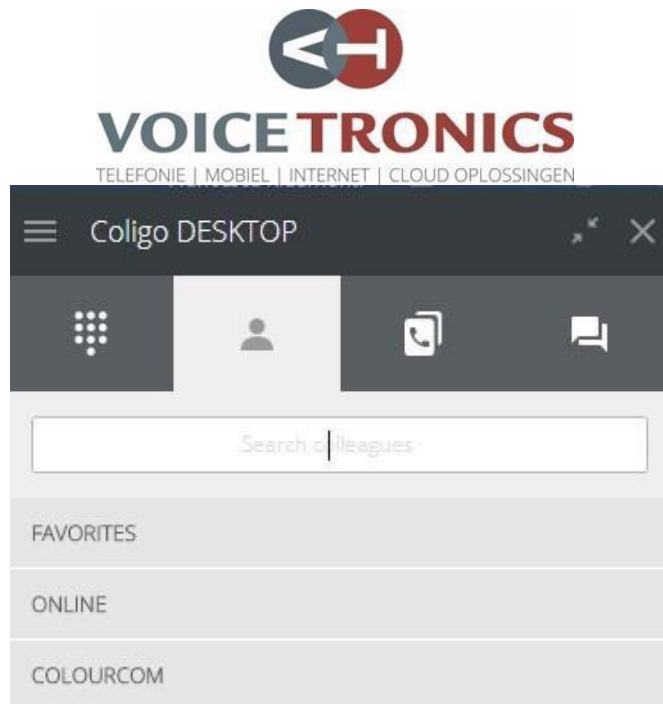 VOICETRONICS
TELEFONIE | MOBIEL | INTERNET | CLOUD OPLOSSINGEN
Coligo DESKTOP
Search colleagues
FAVORITES
ONLINE
COLOURCOM